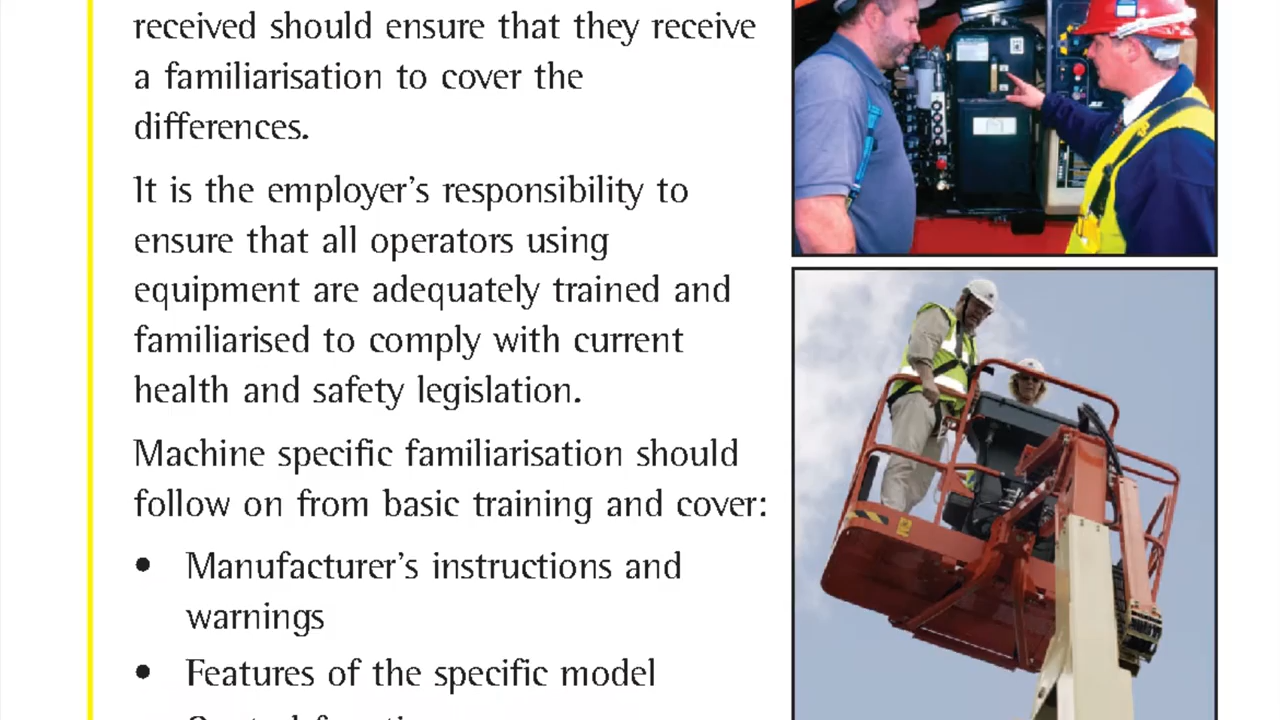 received should ensure that they receive
a familiarisation to cover the
differences.
It is the employer's responsibility to
ensure that all operators using
equipment are adequately trained and
familiarised to comply with current
health and safety legislation.
Machine specific familiarisation should
follow on from basic training and cover:
• Manufacturer's instructions and
warnings
• Features of the specific model